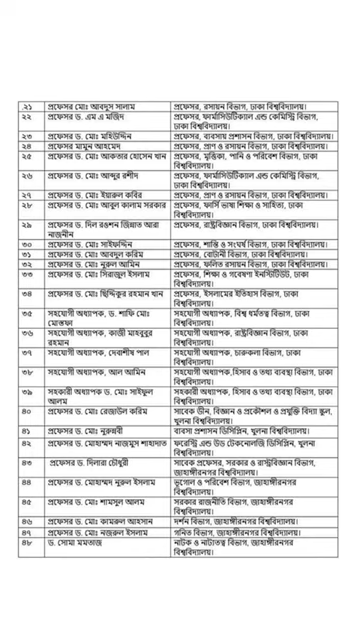 .২১ প্রফেসর মোঃ আবদুস সালাম প্রফেসর, রসায়ন বিভাগ, ঢাকা বিশ্ববিদ্যালয়।
২২ প্রফেসর ড. এম এ মজিদ প্রফেসর, ফার্মাসিউটিক্যাল এন্ড কেমিস্ট্রি বিভাগ,
ঢাকা বিশ্ববিদ্যালয়।
২৩ প্রফেসর ড. মোঃ মহিউদ্দিন প্রফেসর, ব্যবসায় প্রশাসন বিভাগ, ঢাকা বিশ্ববিদ্যালয়।
২৪ প্রফেসর মামুন আহমেদ প্রফেসর, প্রাণ ও রসায়ন বিভাগ, ঢাকা বিশ্ববিদ্যালয়।
২৫ প্রফেসর ড. মোঃ আকতার হোসেন খান প্রফেসর, মৃত্তিকা, পানি ও পরিবেশ বিভাগ, ঢাকা
বিশ্ববিদ্যালয়।
২৬ প্রফেসর ড. মোঃ আব্দুর রশীদ প্রফেসর, ফার্মাসিউটিক্যাল এন্ড কেমিস্ট্রি বিভাগ,
ঢাকা বিশ্ববিদ্যালয়।
২৭ প্রফেসর ড. মোঃ ইয়ারুল কবির প্রফেসর, প্রাণ ও রসায়ন বিভাগ, ঢাকা বিশ্ববিদ্যালয়।
২৮ প্রফেসর ড. মোঃ আবুল কালাম সরকার প্রফেসর, ফার্সি ভাষা শিক্ষা ও সাহিত্য, ঢাকা
বিশ্ববিদ্যালয়।
২৯ প্রফেসর ড. দিল রওশন জিন্নাত আরা প্রফেসর, রাষ্ট্রবিজ্ঞান বিভাগ, ঢাকা বিশ্ববিদ্যালয়।
নাজনীন
৩০ প্রফেসর ড. মোঃ সাইফদ্দিন প্রফেসর, শান্তি ও সংঘর্ষ বিভাগ, ঢাকা বিশ্ববিদ্যালয়।
৩১ প্রফেসর ড. মোঃ আবদুল করিম প্রফেসর, বোটানী বিভাগ, ঢাকা বিশ্ববিদ্যালয়।
৩২ প্রফেসর ড. মোঃ নুরুল আমিন প্রফেসর, ফলিত রসায়ন বিভাগ, ঢাকা বিশ্ববিদ্যালয়।
৩৩ প্রফেসর ড. মোঃ সিরাজুল ইসলাম প্রফেসর, শিক্ষা ও গবেষণা ইনস্টিটিউট, ঢাকা
বিশ্ববিদ্যালয়।
৩৪ প্রফেসর ড. মোঃ ছিদ্দিকুর রহমান খান প্রফেসর, ইসলামের ইতিহাস বিভাগ, ঢাকা
বিশ্ববিদ্যালয়।
৩৫ সহযোগী অধ্যাপক, ড. শাফি মোঃ সহযোগী অধ্যাপক, বিশ্ব ধর্মতত্ত্ব বিভাগ, ঢাকা
মোস্তফা বিশ্ববিদ্যালয়।
৩৬ সহযোগী অধ্যাপক, কাজী মাহবুবুর সহযোগী অধ্যাপক, রাষ্ট্রবিজ্ঞান বিভাগ, ঢাকা
রহমান বিশ্ববিদ্যালয়।
৩৭ সহযোগী অধ্যাপক, দেবাশীষ পাল সহযোগী অধ্যাপক, চারুকলা বিভাগ, ঢাকা
বিশ্ববিদ্যালয়।
৩৮ সহযোগী অধ্যাপক, আল আমিন সহযোগী অধ্যাপক,হিসাব ও তথ্য ব্যবস্থা বিভাগ, ঢাকা
বিশ্ববিদ্যালয়।
৩৯ সহকারী অধ্যাপক ড. মোঃ সাইফুল সহকারী অধ্যাপক, হিসাব ও তথ্য ব্যবস্থা বিভাগ, ঢাকা
আলম বিশ্ববিদ্যালয়।
৪০ প্রফেসর ড. মোঃ রেজাউল করিম সাবেক ডীন, বিজ্ঞান ও প্রকৌশল ও প্রযুক্তি বিদ্যা স্কুল,
খুলনা বিশ্ববিদ্যালয়।
৪১ প্রফেসর ড. মোঃ নুরুন্নবী ব্যবসা প্রশাসন ডিসিপ্লিন, খুলনা বিশ্ববিদ্যালয়।
৪২ প্রফেসর ড. মোহাম্মদ নাজমুস শাহাদাত ফরেস্ট্রি এন্ড উড টেকনোলজি ডিসিপ্লিন, খুলনা
বিশ্ববিদ্যালয়।
৪৩ প্রফেসর ড. দিলারা চৌধুরী সাবেক প্রফেসর, সরকার ও রাস্ট্রবিজ্ঞান বিভাগ,
জাহাঙ্গীরনগর বিশ্ববিদ্যালয়।
৪৪ প্রফেসর ড. মোহাম্মদ নুরুল ইসলাম ভূগোল ও পরিবেশ বিভাগ, জাহাঙ্গীরনগর
বিশ্ববিদ্যালয়।
৪৫ প্রফেসর ড. মোঃ শামসুল আলম সরকার রাজনীতি বিভাগ, জাহাঙ্গীরনগর
বিশ্ববিদ্যালয়।
৪৬ প্রফেসর ড. মোঃ কামরুল আহসান দর্শন বিভাগ, জাহাঙ্গীরনগর বিশ্ববিদ্যালয়।
৪৭ প্রফেসর ড. মোঃ নজরুল ইসলাম গনিত বিভাগ, জাহাঙ্গীরনগর বিশ্ববিদ্যালয়।
৪৮ ড. সোমা মমতাজ নাটক ও নাট্যতত্ত্ব বিভাগ, জাহাঙ্গীরনগর
বিশ্ববিদ্যালয়।